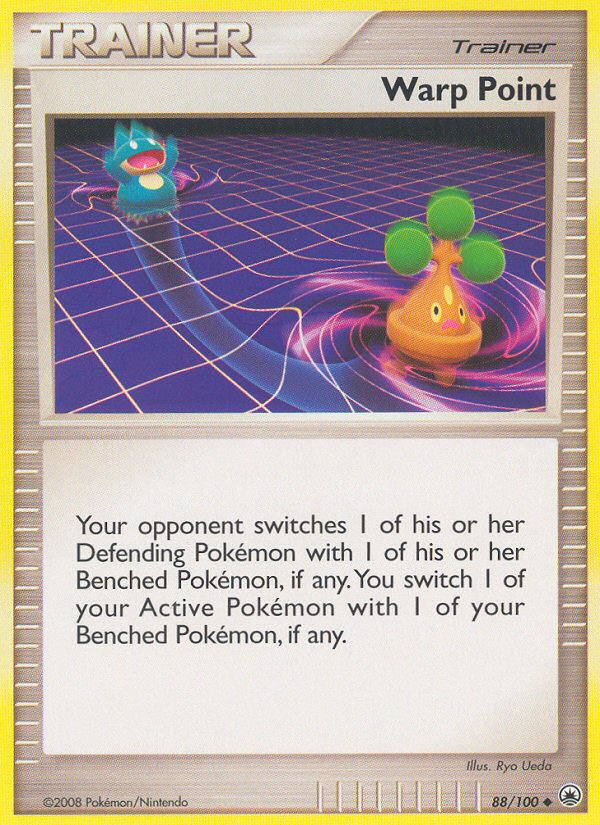 TRAINER
Trainer
Warp Point
Your opponent switches 1 of his or her
Defending Pokémon with 1 of his or her
Benched Pokémon, if any. You switch 1 of
your Active Pokémon with 1 of your
Benched Pokémon, if any.
Illus. Ryo Ueda
©2008 Pokémon/Nintendo
88/100